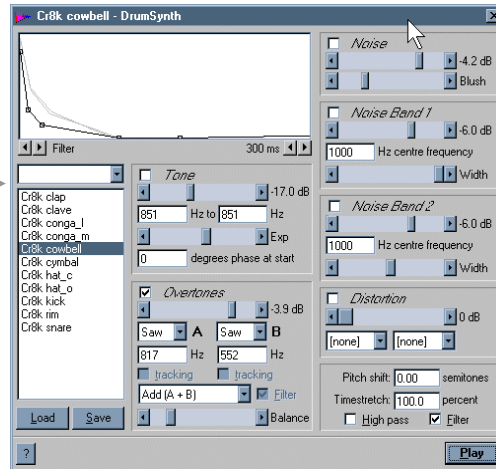 Cr8k cowbell - DrumSynth
Filter
300 ms
Cr8k clap
Cr8k clave
Cr8k conga_l
Cr8k conga_m
Cr8k cowbell
Cr8k cymbal
Cr8k hat_c
Cr8k hat_o
Cr8k kick
Cr8k rim
Cr8k snare
Load
Save
?
Tone
-17.0 dB
851 Hz to 851 Hz
Exp
0 degrees phase at start
Overtones
-3.9 dB
Saw A Saw B
817 Hz 552 Hz
tracking tracking
Add (A + B) Filter
Balance
Noise
-4.2 dB
Blush
Noise Band 1
-6.0 dB
1000 Hz centre frequency
Width
Noise Band 2
-6.0 dB
1000 Hz centre frequency
Width
Distortion
0 dB
[none] [none]
Pitch shift: 0.00 semitones
Timestretch: 100.0 percent
High pass Filter
Play